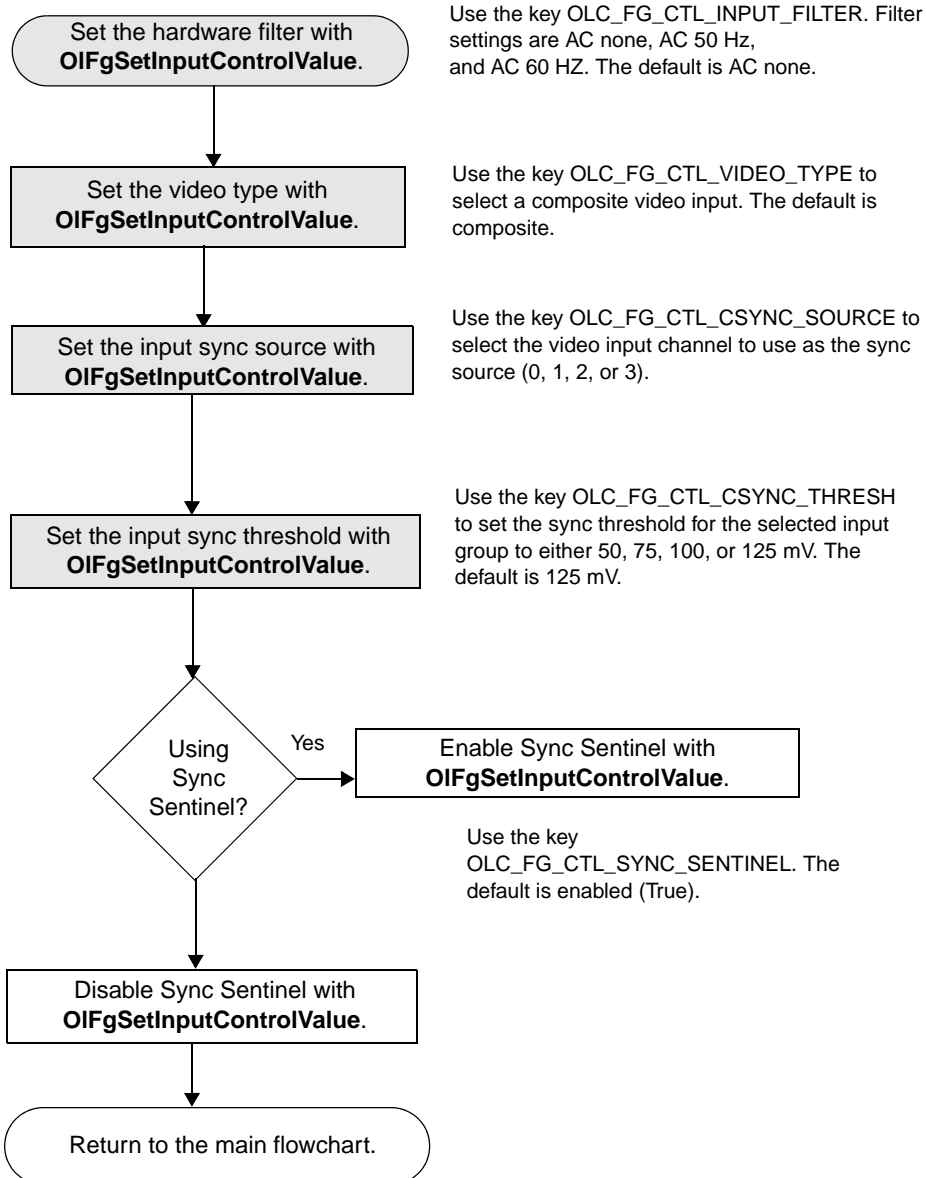 Set the hardware filter with
OlFgSetInputControlValue.
Use the key OLC_FG_CTL_INPUT_FILTER. Filter
settings are AC none, AC 50 Hz,
and AC 60 HZ. The default is AC none.
Set the video type with
OlFgSetInputControlValue.
Use the key OLC_FG_CTL_VIDEO_TYPE to
select a composite video input. The default is
composite.
Set the input sync source with
OlFgSetInputControlValue.
Use the key OLC_FG_CTL_CSYNC_SOURCE to
select the video input channel to use as the sync
source (0, 1, 2, or 3).
Set the input sync threshold with
OlFgSetInputControlValue.
Use the key OLC_FG_CTL_CSYNC_THRESH
to set the sync threshold for the selected input
group to either 50, 75, 100, or 125 mV. The
default is 125 mV.
Using
Sync
Sentinel?
Yes
Enable Sync Sentinel with
OlFgSetInputControlValue.
Use the key
OLC_FG_CTL_SYNC_SENTINEL. The
default is enabled (True).
Disable Sync Sentinel with
OlFgSetInputControlValue.
Return to the main flowchart.